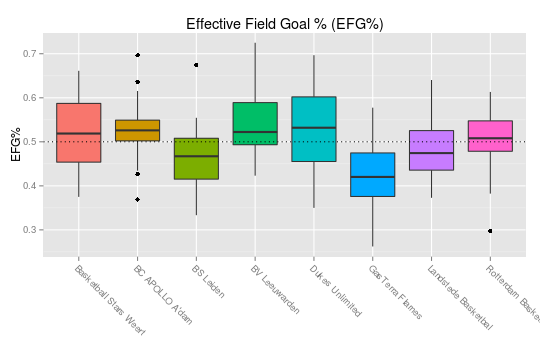 Effective Field Goal % (EFG%)
EFG%
0.7
0.6
0.5
0.4
0.3
Basketball Stars Weert
BC APOLLO A'dam
BS Leiden
BV Leeuwarden
Dukes Unlimited
GasTerra Flames
Landstede Basketbal
Rotterdam Baske